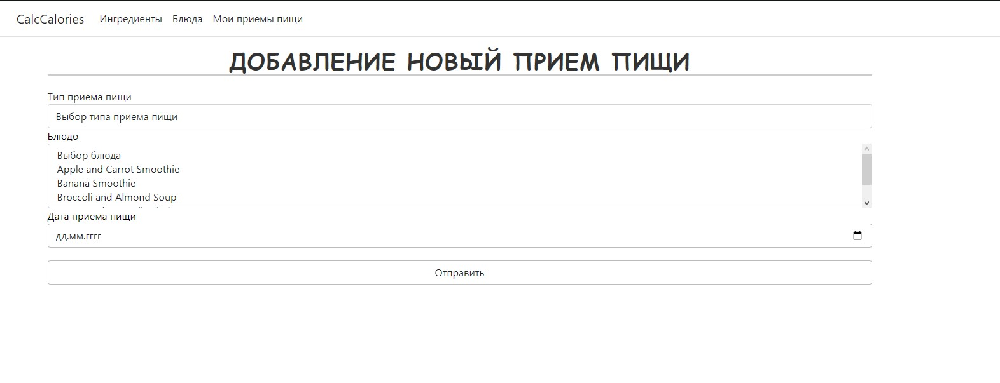 CalcCalories Ингредиенты Блюда Мои приемы пищи
ДОБАВЛЕНИЕ НОВЫЙ ПРИЕМ ПИЩИ
Тип приема пищи
Выбор типа приема пищи
Блюдо
Выбор блюда
Apple and Carrot Smoothie
Banana Smoothie
Broccoli and Almond Soup
Дата приема пищи
дд.мм.гггг
Отправить